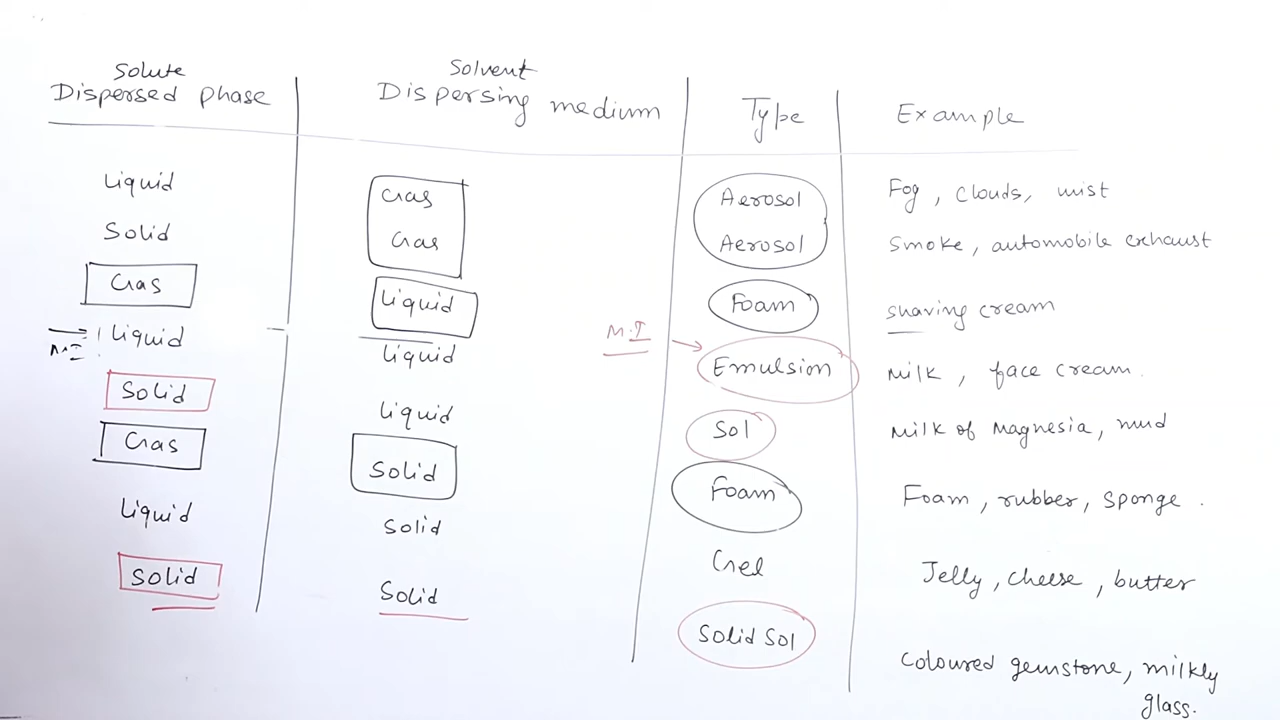 Solute Solvent
Dispersed phase Dispersing medium Type Example
Liquid Gas Aerosol Fog, clouds, mist
Solid Gas Aerosol Smoke, automobile exhaust
Gas Liquid Foam shaving cream
M.I Liquid Liquid M.I Emulsion Milk, face cream.
Solid Liquid Sol Milk of Magnesia, mud
Gas Solid Foam Foam, rubber, sponge.
Liquid Solid Gel Jelly, cheese, butter
Solid Solid Solid Sol Coloured gemstone, milkly
glass.